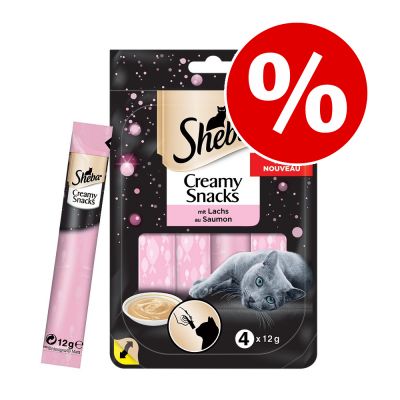 %
Sheba
NOUVEAU
Creamy
Snacks
mit Lachs
au Saumon
4 x 12g
Sheba
Creamy
Snacks
12g e